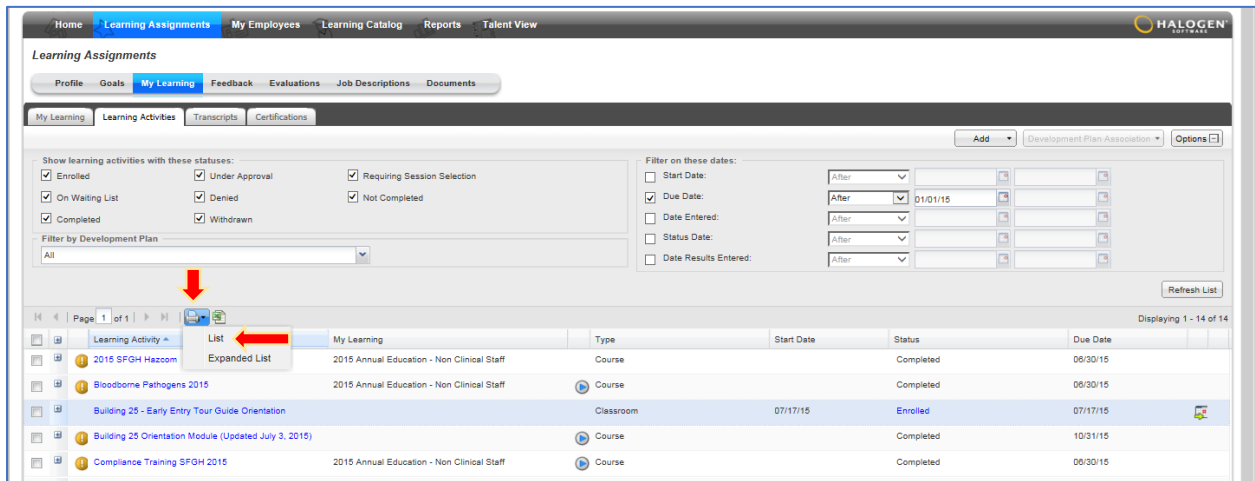 Home Learning Assignments My Employees Learning Catalog Reports Talent View HALOGEN SOFTWARE
Learning Assignments
Profile Goals My Learning Feedback Evaluations Job Descriptions Documents
My Learning Learning Activities Transcripts Certifications
Add Development Plan Association Options
Show learning activities with these statuses: Filter on these dates:
Enrolled Under Approval Requiring Session Selection Start Date: After
On Waiting List Denied Not Completed Due Date: After 01/01/15
Completed Withdrawn Date Entered: After
Filter by Development Plan Status Date: After
All Date Results Entered: After
Refresh List
Page 1 of 1 Displaying 1 - 14 of 14
Learning Activity List My Learning Type Start Date Status Due Date
2015 SFGH Hazcom Expanded List 2015 Annual Education - Non Clinical Staff Course Completed 06/30/15
Bloodborne Pathogens 2015 2015 Annual Education - Non Clinical Staff Course Completed 06/30/15
Building 25 - Early Entry Tour Guide Orientation Classroom 07/17/15 Enrolled 07/17/15
Building 25 Orientation Module (Updated July 3, 2015) Course Completed 10/31/15
Compliance Training SFGH 2015 2015 Annual Education - Non Clinical Staff Course Completed 06/30/15